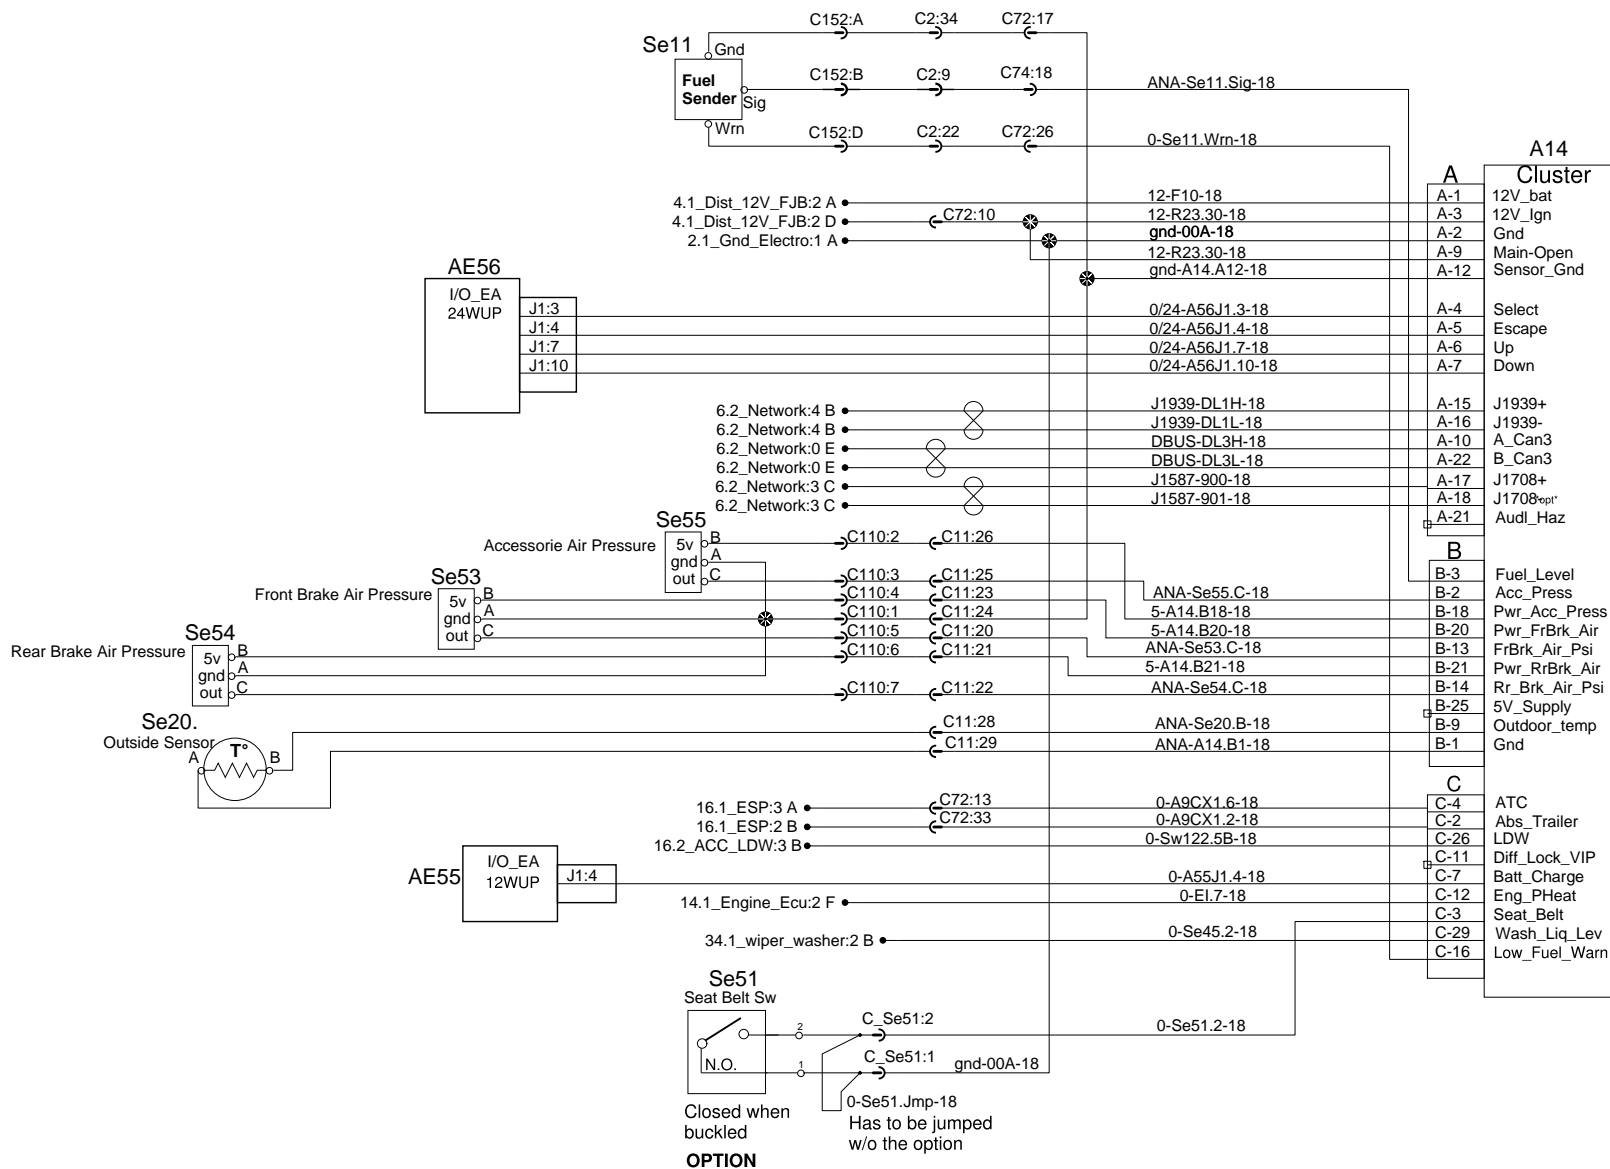 C152:A C2:34 C72:17
Se11
Gnd
Fuel
Sender
Sig
C152:B C2:9 C74:18
ANA-Se11.Sig-18
Wrn
C152:D C2:22 C72:26
0-Se11.Wrn-18
A14
Cluster
A
4.1_Dist_12V_FJB:2 A 12-F10-18 A-1 12V_bat
4.1_Dist_12V_FJB:2 D C72:10 12-R23.30-18 A-3 12V_Ign
2.1_Gnd_Electro:1 A gnd-00A-18 A-2 Gnd
12-R23.30-18 A-9 Main-Open
gnd-A14.A12-18 A-12 Sensor_Gnd
AE56
I/O_EA
24WUP
J1:3 0/24-A56J1.3-18 A-4 Select
J1:4 0/24-A56J1.4-18 A-5 Escape
J1:7 0/24-A56J1.7-18 A-6 Up
J1:10 0/24-A56J1.10-18 A-7 Down
6.2_Network:4 B J1939-DL1H-18 A-15 J1939+
6.2_Network:4 B J1939-DL1L-18 A-16 J1939-
6.2_Network:0 E DBUS-DL3H-18 A-10 A_Can3
6.2_Network:0 E DBUS-DL3L-18 A-22 B_Can3
6.2_Network:3 C J1587-900-18 A-17 J1708+
6.2_Network:3 C J1587-901-18 A-18 J1708- *opt*
A-21 Audl_Haz
Se55
Accessorie Air Pressure
5v
gnd
out
B
A
C
C110:2 C11:26
B
B-3 Fuel_Level
C110:3 C11:25 ANA-Se55.C-18 B-2 Acc_Press
Se53
Front Brake Air Pressure
5v
gnd
out
B
A
C
C110:4 C11:23 5-A14.B18-18 B-18 Pwr_Acc_Press
C110:1 C11:24 5-A14.B20-18 B-20 Pwr_FrBrk_Air
C110:5 C11:20 ANA-Se53.C-18 B-13 FrBrk_Air_Psi
Se54
Rear Brake Air Pressure
5v
gnd
out
B
A
C
C110:6 C11:21 5-A14.B21-18 B-21 Pwr_RrBrk_Air
C110:7 C11:22 ANA-Se54.C-18 B-14 Rr_Brk_Air_Psi
B-25 5V_Supply
Se20.
Outside Sensor
T°
A
B
C11:28 ANA-Se20.B-18 B-9 Outdoor_temp
C11:29 ANA-A14.B1-18 B-1 Gnd
C
16.1_ESP:3 A C72:13 0-A9CX1.6-18 C-4 ATC
16.1_ESP:2 B C72:33 0-A9CX1.2-18 C-2 Abs_Trailer
16.2_ACC_LDW:3 B 0-Sw122.5B-18 C-26 LDW
C-11 Diff_Lock_VIP
AE55
I/O_EA
12WUP
J1:4 0-A55J1.4-18 C-7 Batt_Charge
14.1_Engine_Ecu:2 F 0-EI.7-18 C-12 Eng_PHeat
C-3 Seat_Belt
34.1_wiper_washer:2 B 0-Se45.2-18 C-29 Wash_Liq_Lev
C-16 Low_Fuel_Warn
Se51
Seat Belt Sw
N.O.
2
1
C_Se51:2 0-Se51.2-18
C_Se51:1 gnd-00A-18
0-Se51.Jmp-18
Has to be jumped
w/o the option
Closed when
buckled
OPTION